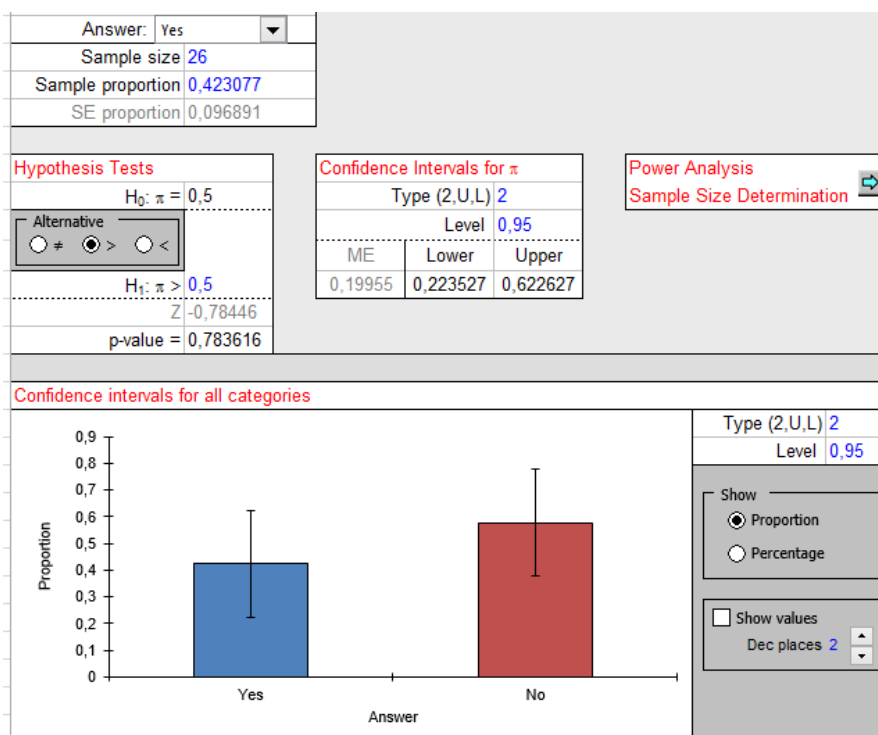 Answer: Yes
Sample size 26
Sample proportion 0,423077
SE proportion 0,096891
Hypothesis Tests
H₀: π = 0,5
Alternative
≠ > <
H₁: π > 0,5
Z -0,78446
p-value = 0,783616
Confidence Intervals for π
Type (2,U,L) 2
Level 0,95
ME Lower Upper
0,19955 0,223527 0,622627
Power Analysis
Sample Size Determination
Confidence intervals for all categories
Proportion
0,9
0,8
0,7
0,6
0,5
0,4
0,3
0,2
0,1
0
Yes No
Answer
Type (2,U,L) 2
Level 0,95
Show
Proportion
Percentage
Show values
Dec places 2